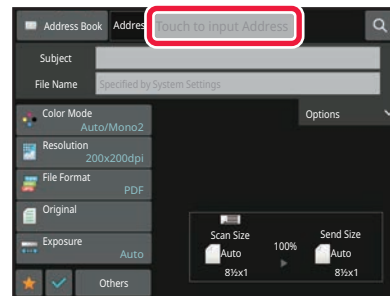 Address Book
Addres
Touch to input Address
Subject
File Name
Specified by System Settings
Color Mode
Auto/Mono2
Options
Resolution
200x200dpi
File Format
PDF
Original
Scan Size
Send Size
Auto
100%
Auto
8½x1
8½x1
Exposure
Auto
Others